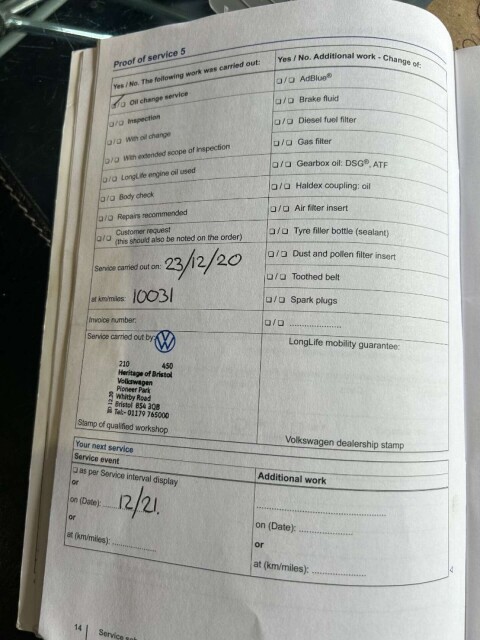 Proof of service 5
Yes / No. The following work was carried out:
☑/☐ Oil change service
☐/☐ Inspection
☐/☐ With oil change
☐/☐ With extended scope of inspection
☐/☐ LongLife engine oil used
☐/☐ Body check
☐/☐ Repairs recommended
☐/☐ Customer request
(this should also be noted on the order)
Service carried out on: 23/12/20
at km/miles: 10031
Invoice number:
Service carried out by:
VW
210 450
Heritage of Bristol
Volkswagen
Pioneer Park
Whitby Road
Bristol BS4 3QB
Tel:- 01179 765000
Stamp of qualified workshop
Yes / No. Additional work - Change of:
☐/☐ AdBlue®
☐/☐ Brake fluid
☐/☐ Diesel fuel filter
☐/☐ Gas filter
☐/☐ Gearbox oil: DSG®, ATF
☐/☐ Haldex coupling: oil
☐/☐ Air filter insert
☐/☐ Tyre filler bottle (sealant)
☐/☐ Dust and pollen filter insert
☐/☐ Toothed belt
☐/☐ Spark plugs
☐/☐ .....................
LongLife mobility guarantee:
Volkswagen dealership stamp
Your next service
Service event
☐ as per Service interval display
or
on (Date): 12/21.
or
at (km/miles): ................
Additional work
on (Date): ................
or
at (km/miles): ................
14